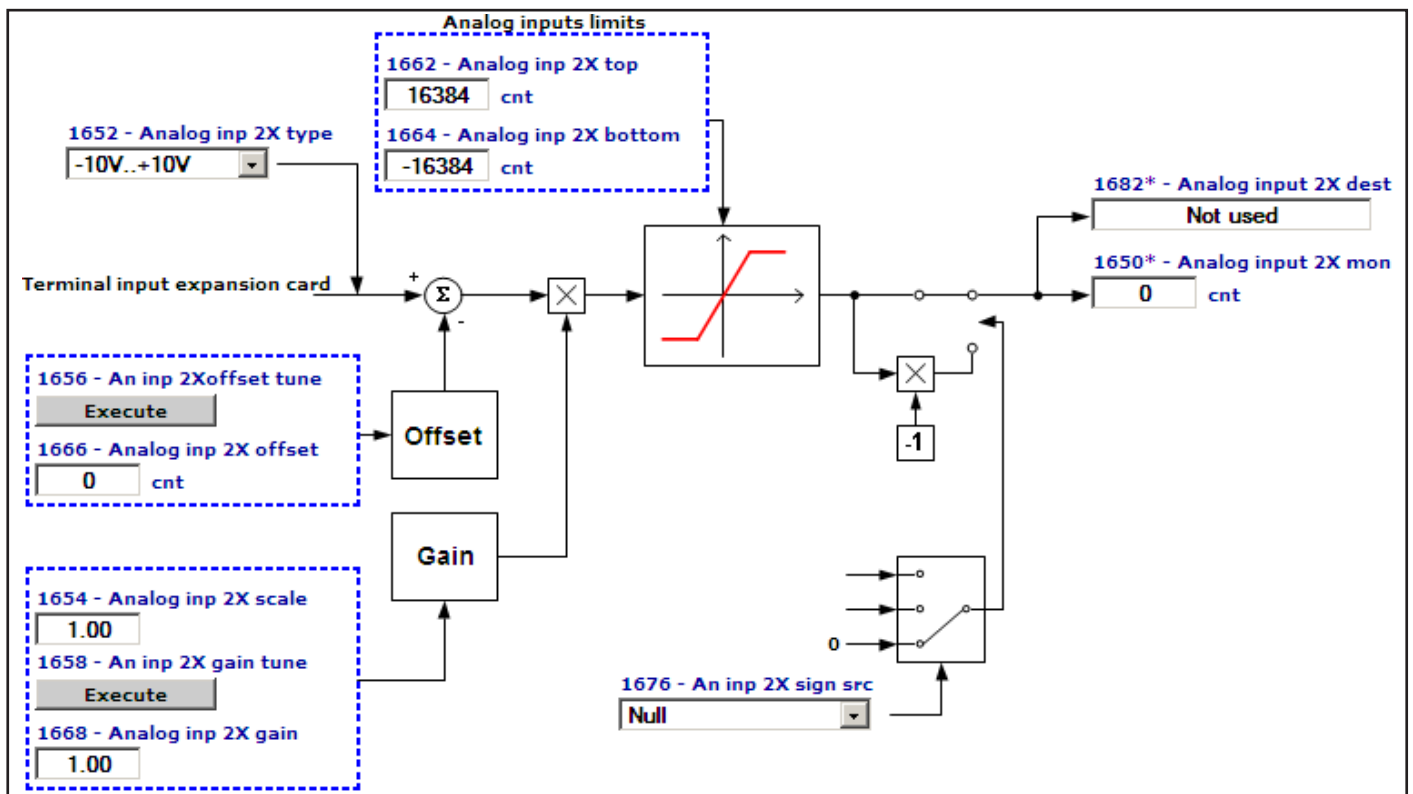 Analog inputs limits
1662 - Analog inp 2X top
16384 cnt
1664 - Analog inp 2X bottom
-16384 cnt
1652 - Analog inp 2X type
-10V..+10V
1682* - Analog input 2X dest
Not used
1650* - Analog input 2X mon
0 cnt
Terminal input expansion card
+
Σ
-
×
×
-1
1656 - An inp 2Xoffset tune
Execute
1666 - Analog inp 2X offset
0 cnt
Offset
Gain
1654 - Analog inp 2X scale
1.00
1658 - An inp 2X gain tune
Execute
1668 - Analog inp 2X gain
1.00
0
1676 - An inp 2X sign src
Null